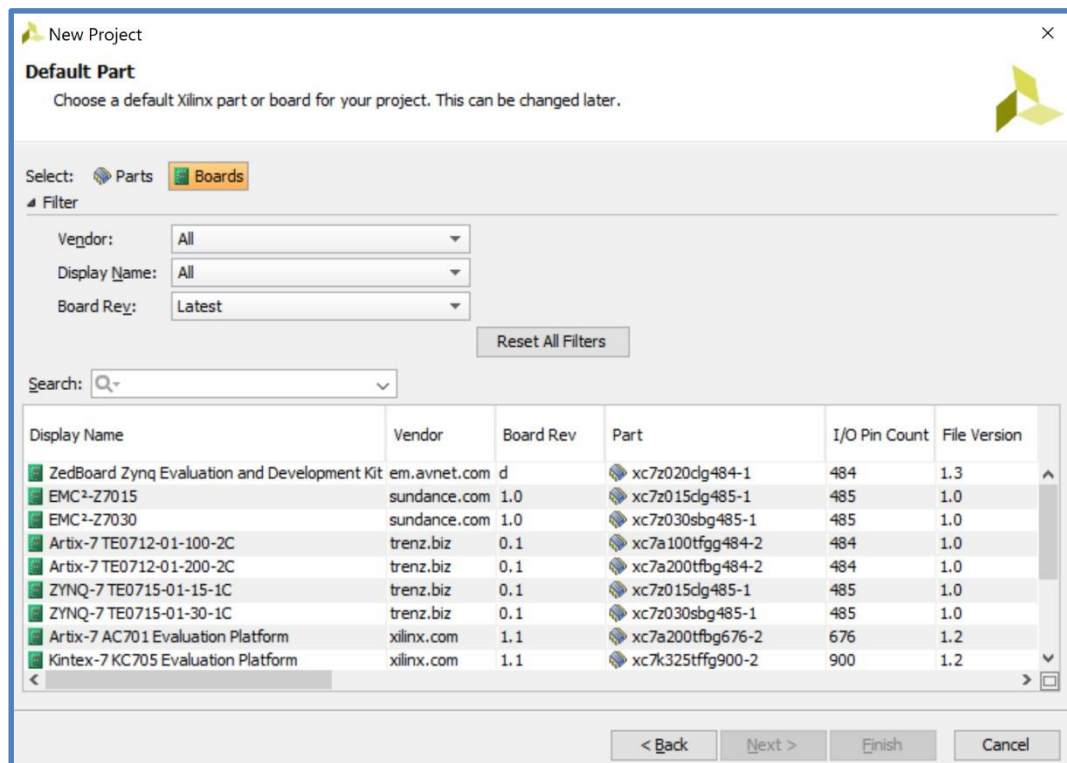 New Project
Default Part
Choose a default Xilinx part or board for your project. This can be changed later.
Select: Parts Boards
Filter
Vendor: All
Display Name: All
Board Rev: Latest
Reset All Filters
Search:
Display Name Vendor Board Rev Part I/O Pin Count File Version
ZedBoard Zynq Evaluation and Development Kit em.avnet.com d xc7z020clg484-1 484 1.3
EMC²-Z7015 sundance.com 1.0 xc7z015clg485-1 485 1.0
EMC²-Z7030 sundance.com 1.0 xc7z030sbg485-1 485 1.0
Artix-7 TE0712-01-100-2C trenz.biz 0.1 xc7a100tfgg484-2 484 1.0
Artix-7 TE0712-01-200-2C trenz.biz 0.1 xc7a200tfbg484-2 484 1.0
ZYNQ-7 TE0715-01-15-1C trenz.biz 0.1 xc7z015clg485-1 485 1.0
ZYNQ-7 TE0715-01-30-1C trenz.biz 0.1 xc7z030sbg485-1 485 1.0
Artix-7 AC701 Evaluation Platform xilinx.com 1.1 xc7a200tfbg676-2 676 1.2
Kintex-7 KC705 Evaluation Platform xilinx.com 1.1 xc7k325tffg900-2 900 1.2
< Back Next > Finish Cancel